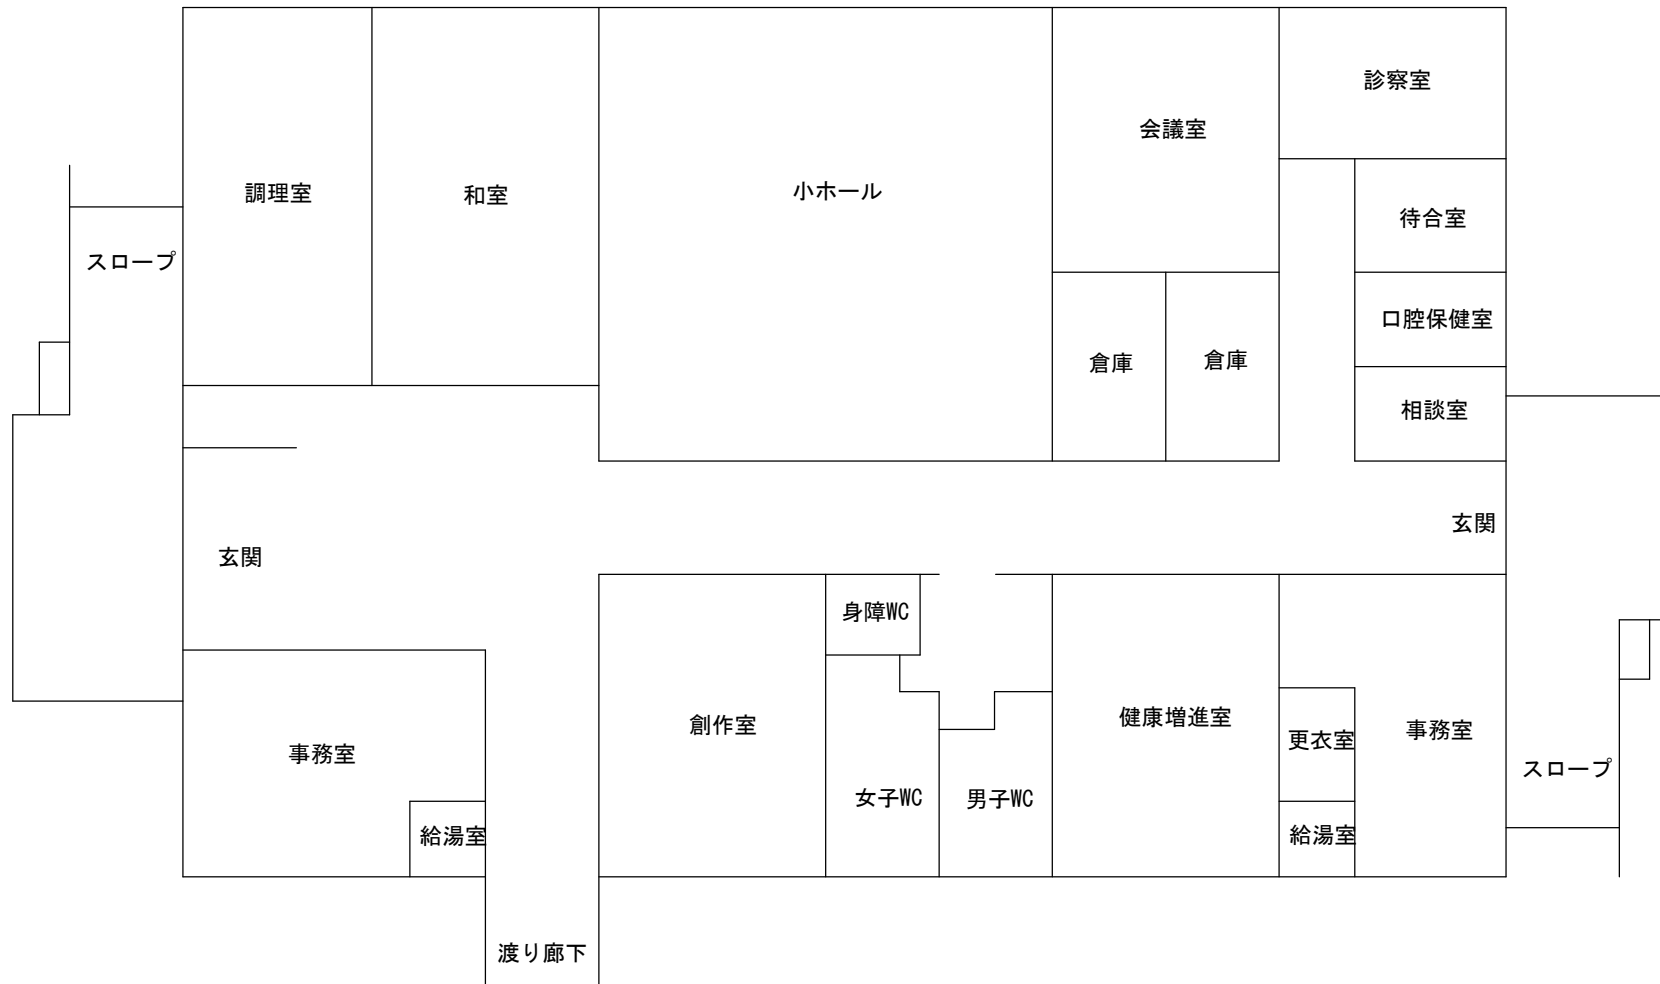 診察室
会議室
調理室
和室
小ホール
待合室
スロープ
口腔保健室
倉庫
倉庫
相談室
玄関
玄関
身障WC
創作室
健康増進室
事務室
更衣室
事務室
スロープ
女子WC
男子WC
給湯室
給湯室
渡り廊下